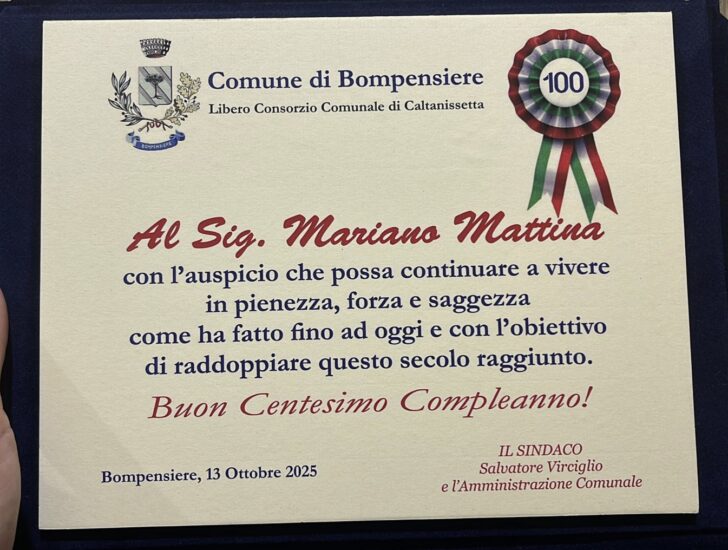 Comune di Bompensiere
Libero Consorzio Comunale di Caltanissetta
BOMPENSIERE
100
Al Sig. Mariano Mattina
con l'auspicio che possa continuare a vivere
in pienezza, forza e saggezza
come ha fatto fino ad oggi e con l'obiettivo
di raddoppiare questo secolo raggiunto.
Buon Centesimo Compleanno!
Bompensiere, 13 Ottobre 2025
IL SINDACO
Salvatore Virciglio
e l'Amministrazione Comunale